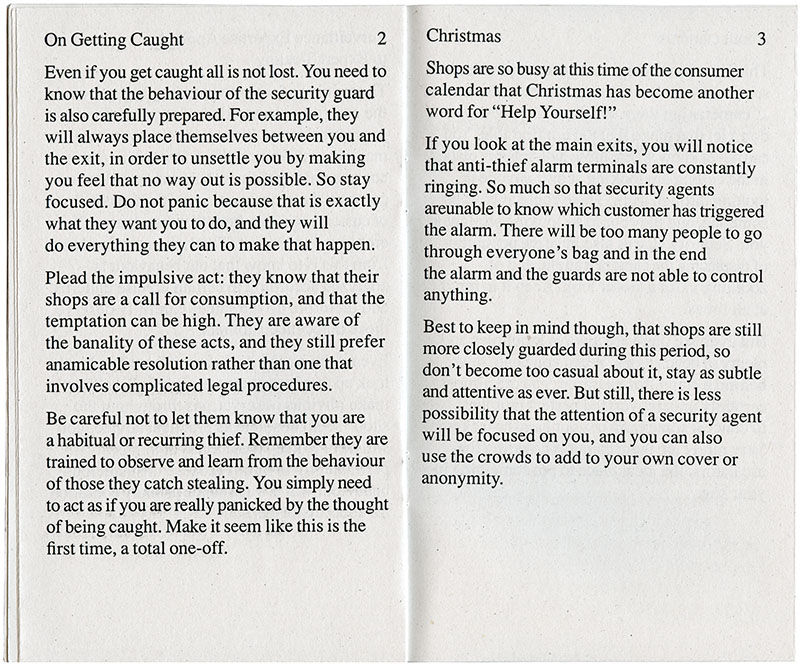 On Getting Caught 2
Even if you get caught all is not lost. You need to
know that the behaviour of the security guard
is also carefully prepared. For example, they
will always place themselves between you and
the exit, in order to unsettle you by making
you feel that no way out is possible. So stay
focused. Do not panic because that is exactly
what they want you to do, and they will
do everything they can to make that happen.
Plead the impulsive act: they know that their
shops are a call for consumption, and that the
temptation can be high. They are aware of
the banality of these acts, and they still prefer
anamicable resolution rather than one that
involves complicated legal procedures.
Be careful not to let them know that you are
a habitual or recurring thief. Remember they are
trained to observe and learn from the behaviour
of those they catch stealing. You simply need
to act as if you are really panicked by the thought
of being caught. Make it seem like this is the
first time, a total one-off.
Christmas 3
Shops are so busy at this time of the consumer
calendar that Christmas has become another
word for “Help Yourself!”
If you look at the main exits, you will notice
that anti-thief alarm terminals are constantly
ringing. So much so that security agents
areunable to know which customer has triggered
the alarm. There will be too many people to go
through everyone’s bag and in the end
the alarm and the guards are not able to control
anything.
Best to keep in mind though, that shops are still
more closely guarded during this period, so
don’t become too casual about it, stay as subtle
and attentive as ever. But still, there is less
possibility that the attention of a security agent
will be focused on you, and you can also
use the crowds to add to your own cover or
anonymity.